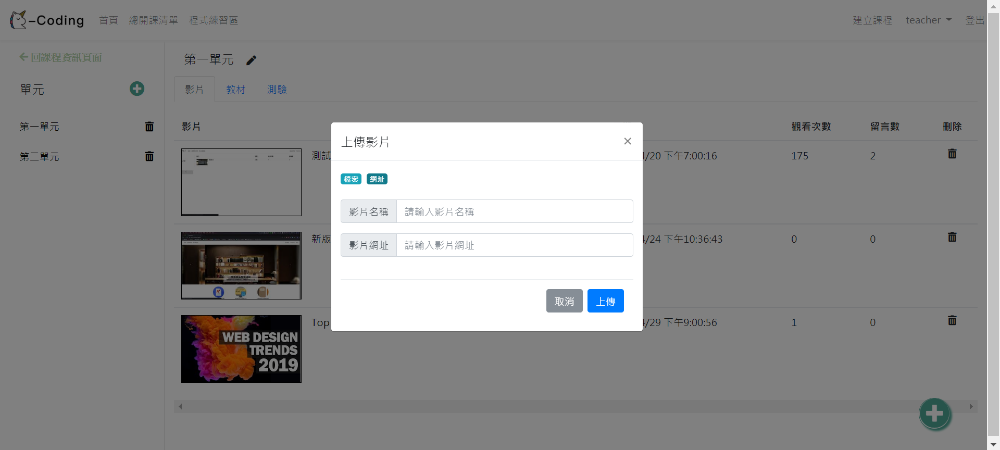 -Coding 首頁 總開課清單 程式練習區 建立課程 teacher 登出
回課程資訊頁面
單元
第一單元
第二單元
第一單元
影片 教材 測驗
影片 觀看次數 留言數 刪除
測試 4/20 下午7:00:16 175 2
新版 4/24 下午10:36:43 0 0
WEB DESIGN
TRENDS
2019
Top 4/29 下午9:00:56 1 0
上傳影片 ×
檔案 網址
影片名稱 請輸入影片名稱
影片網址 請輸入影片網址
取消 上傳